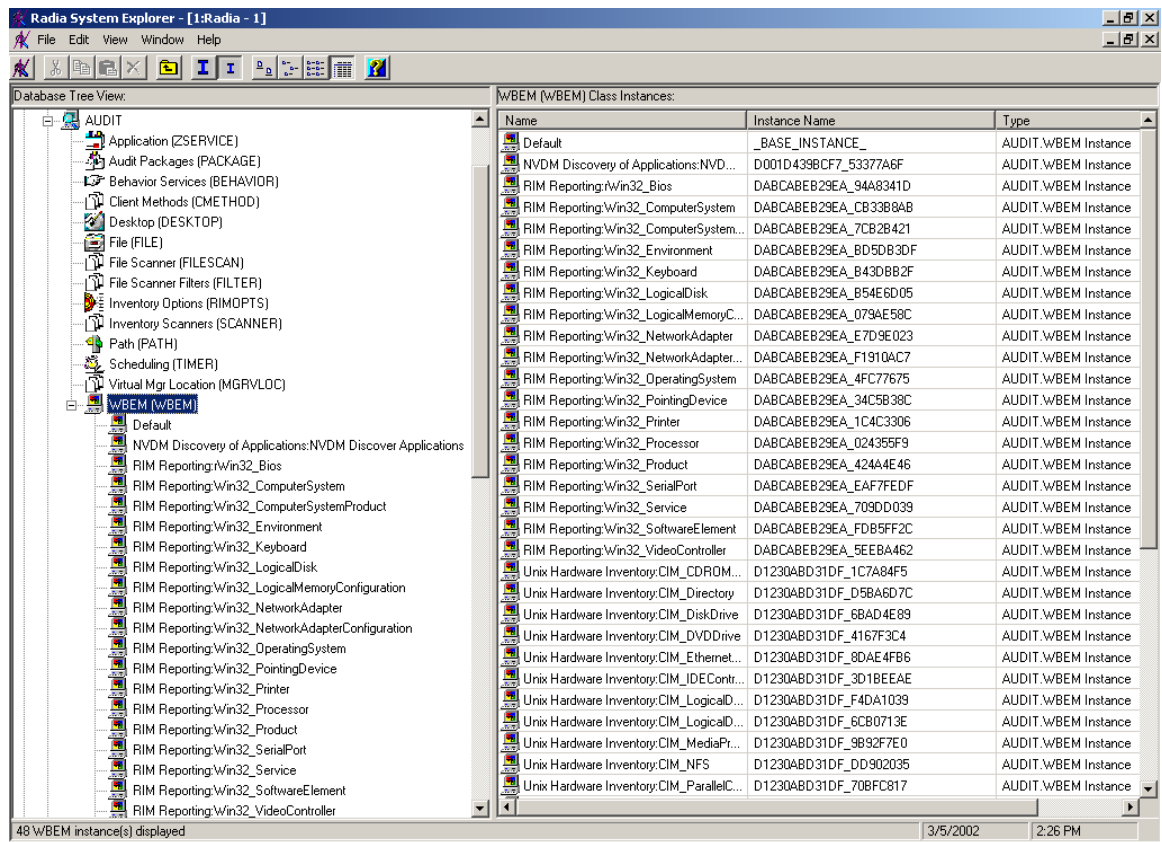 Radia System Explorer - [1:Radia - 1]
File Edit View Window Help
Database Tree View:
AUDIT
Application (ZSERVICE)
Audit Packages (PACKAGE)
Behavior Services (BEHAVIOR)
Client Methods (CMETHOD)
Desktop (DESKTOP)
File (FILE)
File Scanner (FILESCAN)
File Scanner Filters (FILTER)
Inventory Options (RIMOPTS)
Inventory Scanners (SCANNER)
Path (PATH)
Scheduling (TIMER)
Virtual Mgr Location (MGRVLOC)
WBEM (WBEM)
Default
NVDM Discovery of Applications:NVDM Discover Applications
RIM Reporting:rWin32_Bios
RIM Reporting:Win32_ComputerSystem
RIM Reporting:Win32_ComputerSystemProduct
RIM Reporting:Win32_Environment
RIM Reporting:Win32_Keyboard
RIM Reporting:Win32_LogicalDisk
RIM Reporting:Win32_LogicalMemoryConfiguration
RIM Reporting:Win32_NetworkAdapter
RIM Reporting:Win32_NetworkAdapterConfiguration
RIM Reporting:Win32_OperatingSystem
RIM Reporting:Win32_PointingDevice
RIM Reporting:Win32_Printer
RIM Reporting:Win32_Processor
RIM Reporting:Win32_Product
RIM Reporting:Win32_SerialPort
RIM Reporting:Win32_Service
RIM Reporting:Win32_SoftwareElement
RIM Reporting:Win32_VideoController
WBEM (WBEM) Class Instances:
Name Instance Name Type
Default _BASE_INSTANCE_ AUDIT.WBEM Instance
NVDM Discovery of Applications:NVD... D001D439BCF7_53377A6F AUDIT.WBEM Instance
RIM Reporting:rWin32_Bios DABCABEB29EA_94A8341D AUDIT.WBEM Instance
RIM Reporting:Win32_ComputerSystem DABCABEB29EA_CB33B8AB AUDIT.WBEM Instance
RIM Reporting:Win32_ComputerSystem... DABCABEB29EA_7CB2B421 AUDIT.WBEM Instance
RIM Reporting:Win32_Environment DABCABEB29EA_BD5DB3DF AUDIT.WBEM Instance
RIM Reporting:Win32_Keyboard DABCABEB29EA_B43DBB2F AUDIT.WBEM Instance
RIM Reporting:Win32_LogicalDisk DABCABEB29EA_B54E6D05 AUDIT.WBEM Instance
RIM Reporting:Win32_LogicalMemoryC... DABCABEB29EA_079AE58C AUDIT.WBEM Instance
RIM Reporting:Win32_NetworkAdapter DABCABEB29EA_E7D9E023 AUDIT.WBEM Instance
RIM Reporting:Win32_NetworkAdapter... DABCABEB29EA_F1910AC7 AUDIT.WBEM Instance
RIM Reporting:Win32_OperatingSystem DABCABEB29EA_4FC77675 AUDIT.WBEM Instance
RIM Reporting:Win32_PointingDevice DABCABEB29EA_34C5B38C AUDIT.WBEM Instance
RIM Reporting:Win32_Printer DABCABEB29EA_1C4C3306 AUDIT.WBEM Instance
RIM Reporting:Win32_Processor DABCABEB29EA_024355F9 AUDIT.WBEM Instance
RIM Reporting:Win32_Product DABCABEB29EA_424A4E46 AUDIT.WBEM Instance
RIM Reporting:Win32_SerialPort DABCABEB29EA_EAF7FEDF AUDIT.WBEM Instance
RIM Reporting:Win32_Service DABCABEB29EA_709DD039 AUDIT.WBEM Instance
RIM Reporting:Win32_SoftwareElement DABCABEB29EA_FDB5FF2C AUDIT.WBEM Instance
RIM Reporting:Win32_VideoController DABCABEB29EA_5EEBA462 AUDIT.WBEM Instance
Unix Hardware Inventory:CIM_CDROM... D1230ABD31DF_1C7A84F5 AUDIT.WBEM Instance
Unix Hardware Inventory:CIM_Directory D1230ABD31DF_D5BA6D7C AUDIT.WBEM Instance
Unix Hardware Inventory:CIM_DiskDrive D1230ABD31DF_6BAD4E89 AUDIT.WBEM Instance
Unix Hardware Inventory:CIM_DVDDrive D1230ABD31DF_4167F3C4 AUDIT.WBEM Instance
Unix Hardware Inventory:CIM_Ethernet... D1230ABD31DF_8DAE4FB6 AUDIT.WBEM Instance
Unix Hardware Inventory:CIM_IDEContr... D1230ABD31DF_3D1BEEAE AUDIT.WBEM Instance
Unix Hardware Inventory:CIM_LogicalD... D1230ABD31DF_F4DA1039 AUDIT.WBEM Instance
Unix Hardware Inventory:CIM_LogicalD... D1230ABD31DF_6CB0713E AUDIT.WBEM Instance
Unix Hardware Inventory:CIM_MediaPr... D1230ABD31DF_9B92F7E0 AUDIT.WBEM Instance
Unix Hardware Inventory:CIM_NFS D1230ABD31DF_DD902035 AUDIT.WBEM Instance
Unix Hardware Inventory:CIM_ParallelC... D1230ABD31DF_70BFC817 AUDIT.WBEM Instance
48 WBEM instance(s) displayed 3/5/2002 2:26 PM